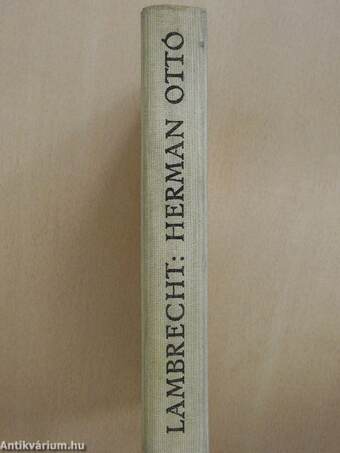 LAMBRECHT: HERMAN OTTÓ
Antikvárium.hu